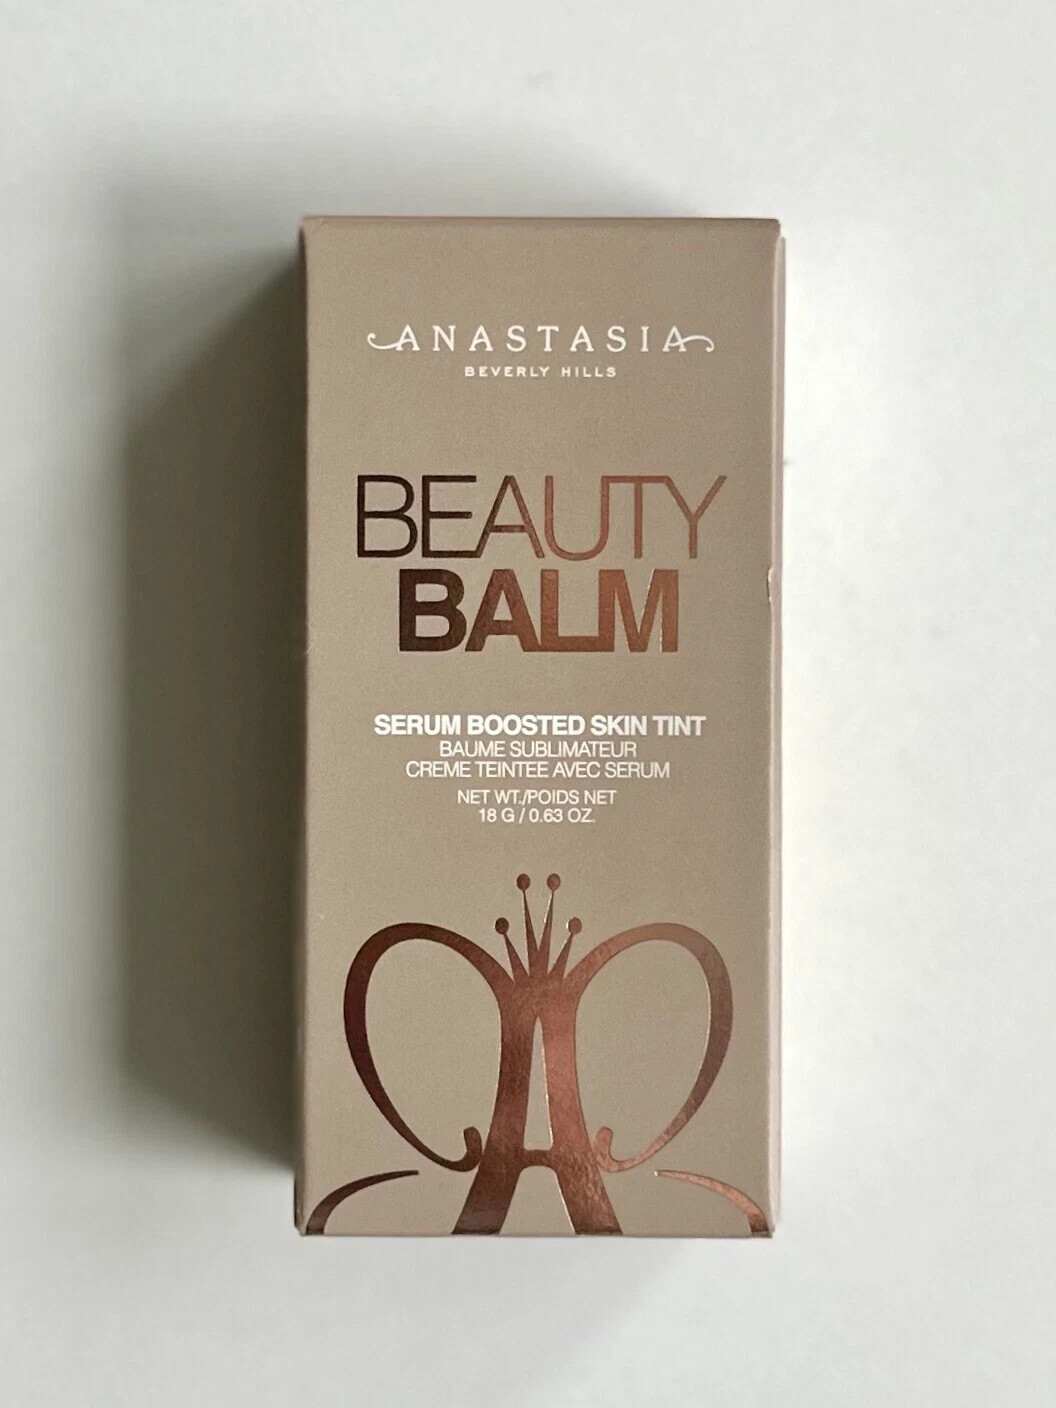 ANASTASIA
BEVERLY HILLS
BEAUTY
BALM
SERUM BOOSTED SKIN TINT
BAUME SUBLIMATEUR
CREME TEINTEE AVEC SERUM
NET WT./POIDS NET
18 G / 0.63 OZ.
A